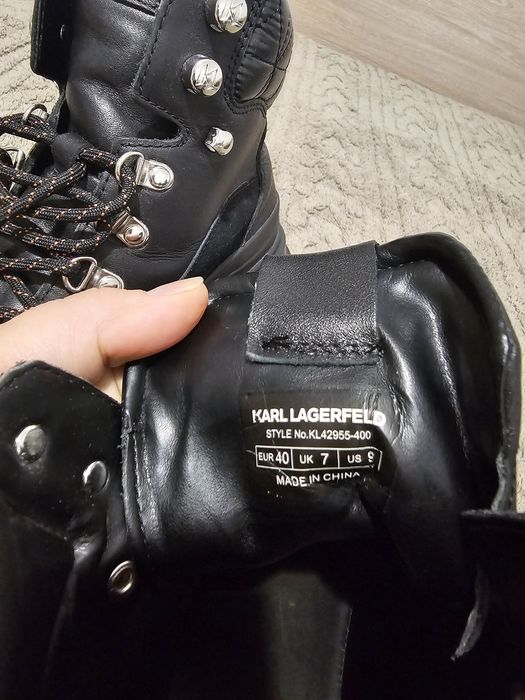 KARL LAGERFELD
STYLE No.KL42955-400
EUR 40 UK 7 US 9
MADE IN CHINA